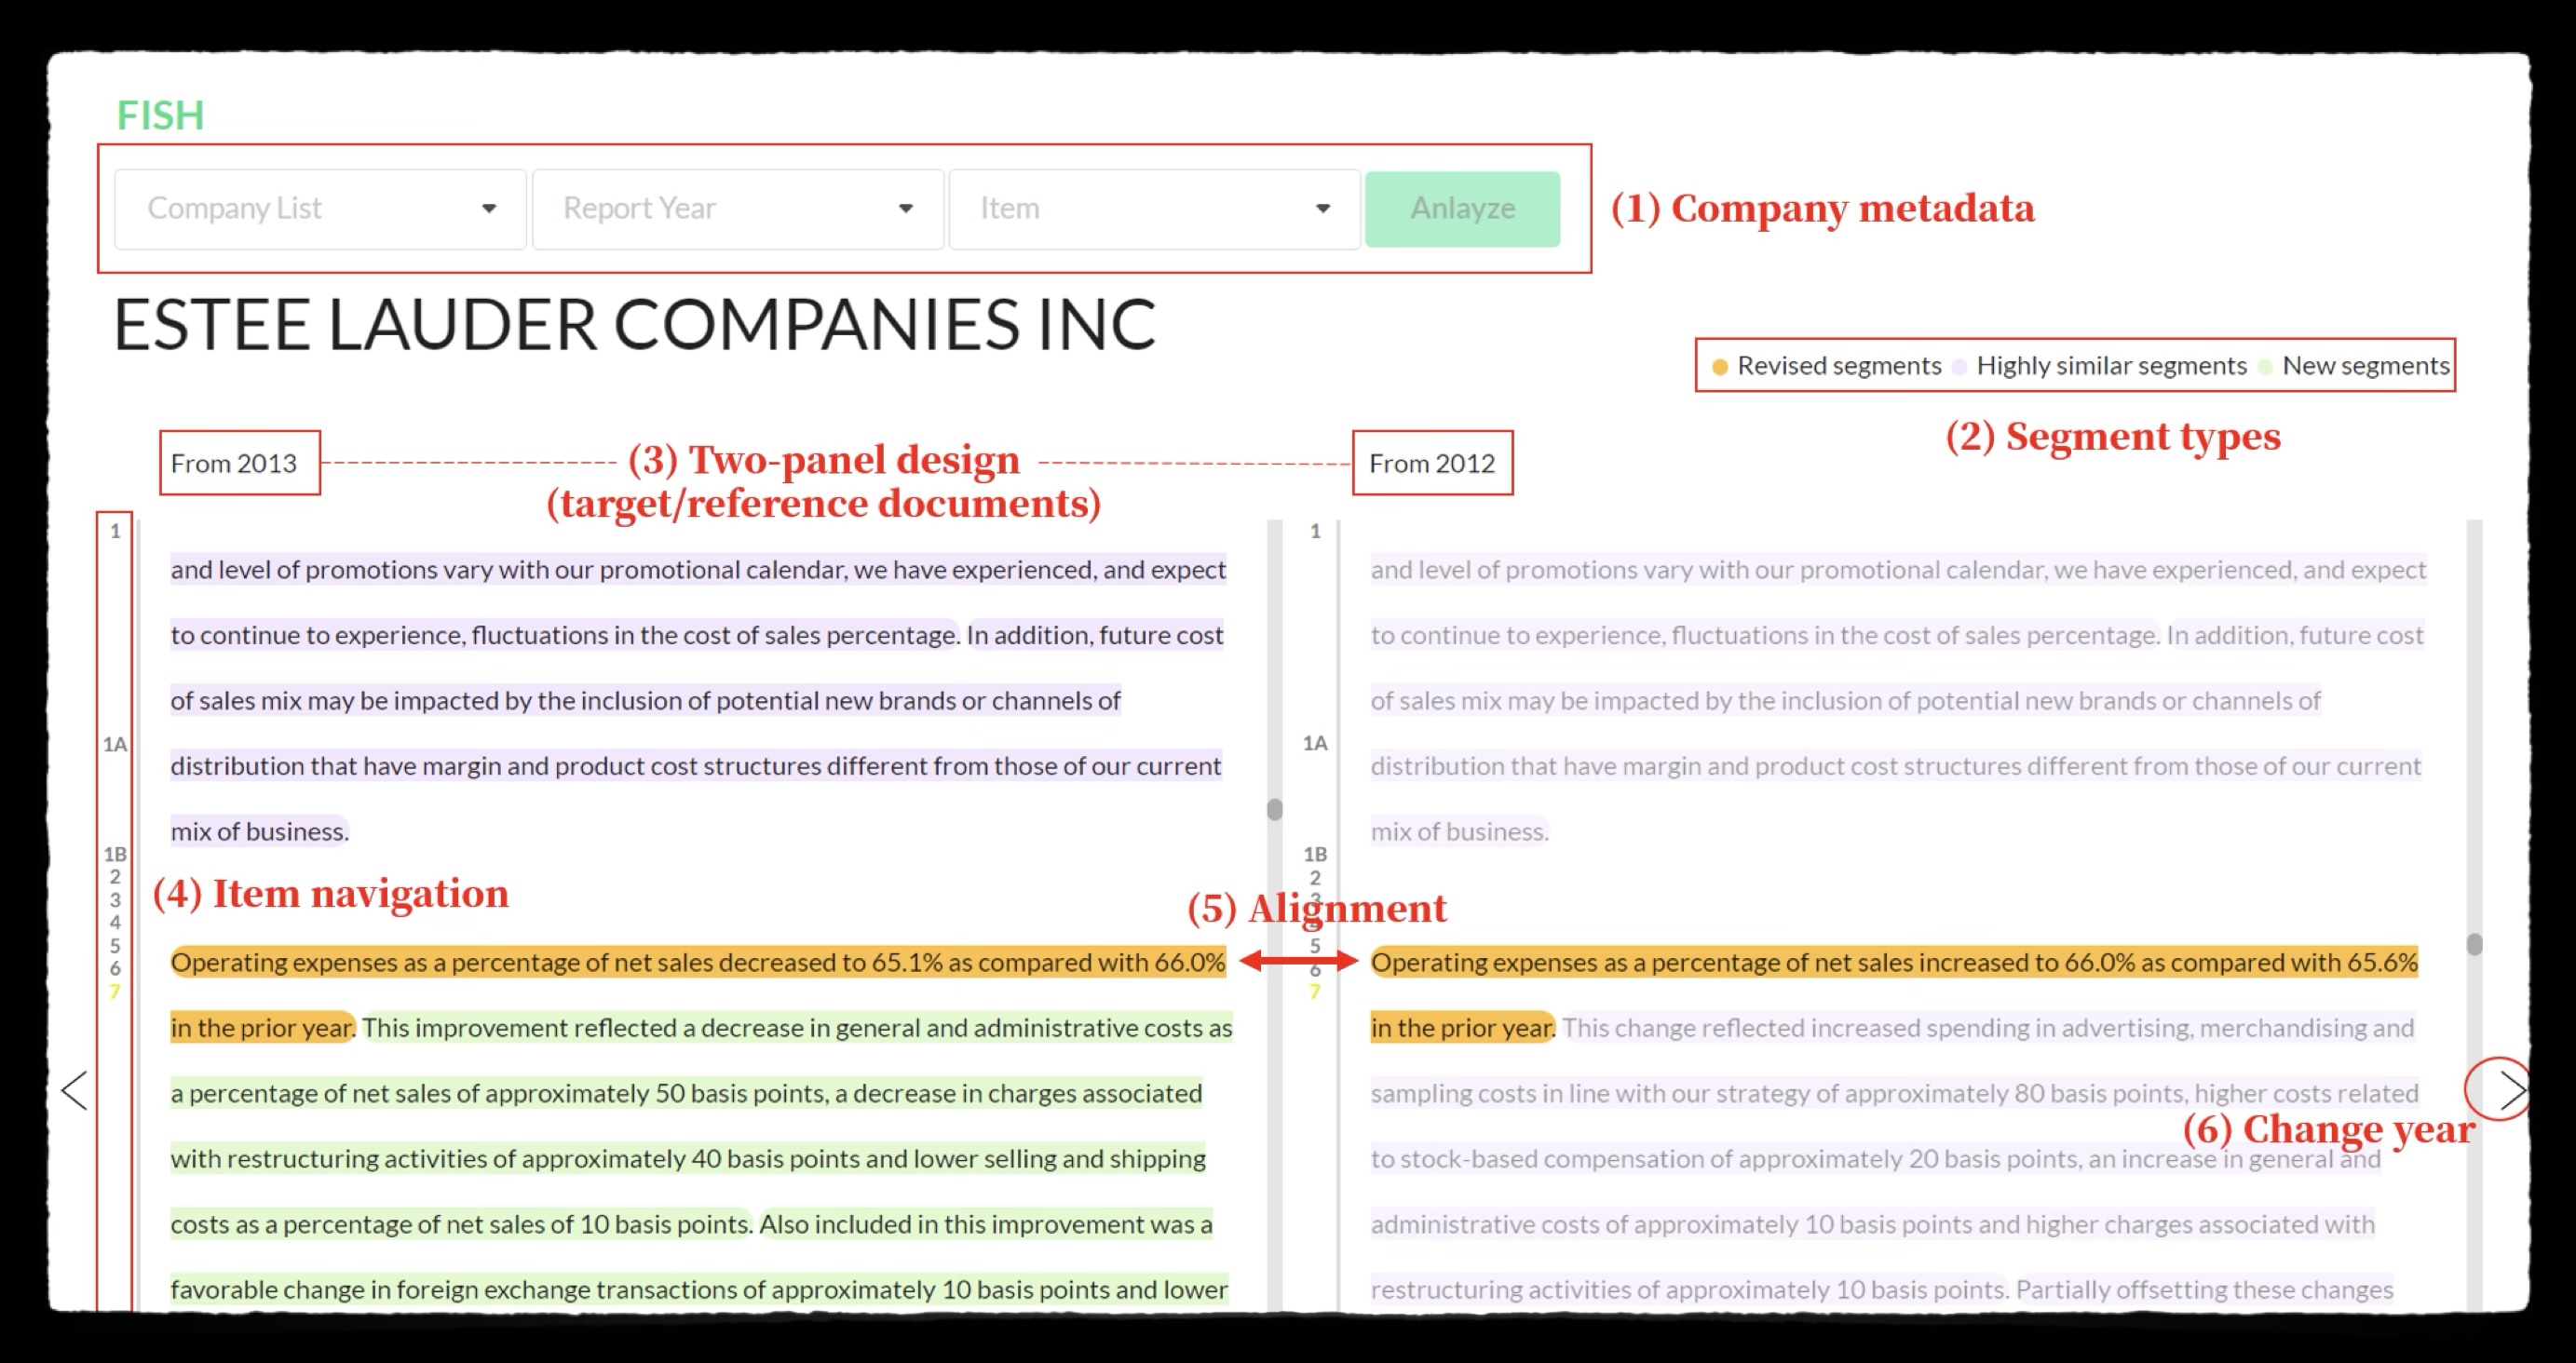 FISH
Company List
Report Year
Item
Anlayze
(1) Company metadata
ESTEE LAUDER COMPANIES INC
Revised segments Highly similar segments New segments
(2) Segment types
From 2013
(3) Two-panel design
(target/reference documents)
From 2012
1
1A
1B
2
3
4
5
6
7
and level of promotions vary with our promotional calendar, we have experienced, and expect
to continue to experience, fluctuations in the cost of sales percentage. In addition, future cost
of sales mix may be impacted by the inclusion of potential new brands or channels of
distribution that have margin and product cost structures different from those of our current
mix of business.
(4) Item navigation
Operating expenses as a percentage of net sales decreased to 65.1% as compared with 66.0%
in the prior year. This improvement reflected a decrease in general and administrative costs as
a percentage of net sales of approximately 50 basis points, a decrease in charges associated
with restructuring activities of approximately 40 basis points and lower selling and shipping
costs as a percentage of net sales of 10 basis points. Also included in this improvement was a
favorable change in foreign exchange transactions of approximately 10 basis points and lower
(5) Alignment
1
1A
1B
2
3
4
5
6
7
and level of promotions vary with our promotional calendar, we have experienced, and expect
to continue to experience, fluctuations in the cost of sales percentage. In addition, future cost
of sales mix may be impacted by the inclusion of potential new brands or channels of
distribution that have margin and product cost structures different from those of our current
mix of business.
Operating expenses as a percentage of net sales increased to 66.0% as compared with 65.6%
in the prior year. This change reflected increased spending in advertising, merchandising and
sampling costs in line with our strategy of approximately 80 basis points, higher costs related
(6) Change year
to stock-based compensation of approximately 20 basis points, an increase in general and
administrative costs of approximately 10 basis points and higher charges associated with
restructuring activities of approximately 10 basis points. Partially offsetting these changes